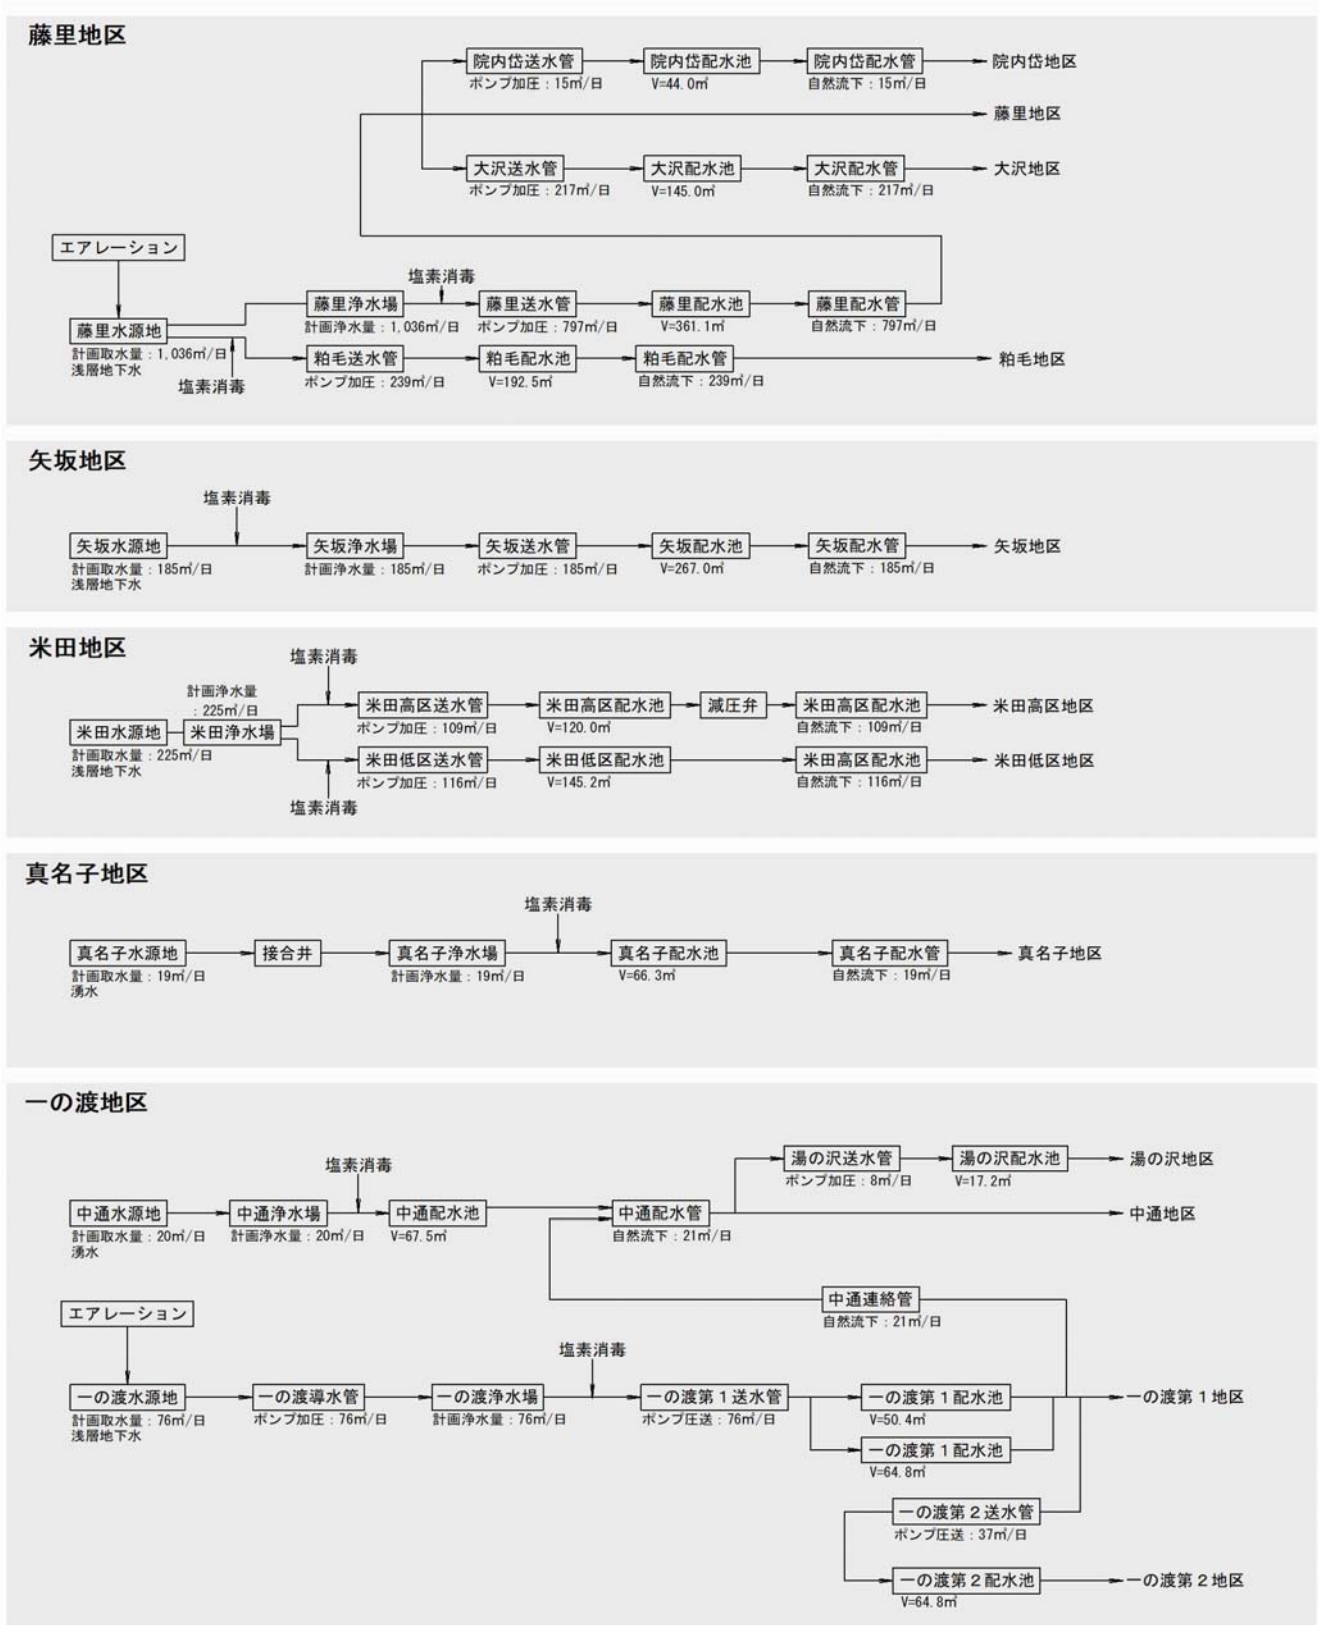 藤里地区
院内岱送水管 院内岱配水池 院内岱配水管 院内岱地区
ポンプ加圧：15㎥/日 V=44.0㎥ 自然流下：15㎥/日
藤里地区
大沢送水管 大沢配水池 大沢配水管 大沢地区
ポンプ加圧：217㎥/日 V=145.0㎥ 自然流下：217㎥/日
エアレーション
塩素消毒
藤里浄水場 藤里送水管 藤里配水池 藤里配水管
計画浄水量：1,036㎥/日 ポンプ加圧：797㎥/日 V=361.1㎥ 自然流下：797㎥/日
藤里水源地
計画取水量：1,036㎥/日
浅層地下水
塩素消毒
粕毛送水管 粕毛配水池 粕毛配水管 粕毛地区
ポンプ加圧：239㎥/日 V=192.5㎥ 自然流下：239㎥/日
矢坂地区
塩素消毒
矢坂水源地 矢坂浄水場 矢坂送水管 矢坂配水池 矢坂配水管 矢坂地区
計画取水量：185㎥/日 計画浄水量：185㎥/日 ポンプ加圧：185㎥/日 V=267.0㎥ 自然流下：185㎥/日
浅層地下水
米田地区
塩素消毒
計画浄水量
：225㎥/日
米田高区送水管 米田高区配水池 減圧弁 米田高区配水池 米田高区地区
ポンプ加圧：109㎥/日 V=120.0㎥ 自然流下：109㎥/日
米田水源地 米田浄水場
計画取水量：225㎥/日
浅層地下水
米田低区送水管 米田低区配水池 米田高区配水池 米田低区地区
ポンプ加圧：116㎥/日 V=145.2㎥ 自然流下：116㎥/日
塩素消毒
真名子地区
塩素消毒
真名子水源地 接合井 真名子浄水場 真名子配水池 真名子配水管 真名子地区
計画取水量：19㎥/日 計画浄水量：19㎥/日 V=66.3㎥ 自然流下：19㎥/日
湧水
一の渡地区
湯の沢送水管 湯の沢配水池 湯の沢地区
ポンプ加圧：8㎥/日 V=17.2㎥
塩素消毒
中通水源地 中通浄水場 中通配水池 中通配水管 中通地区
計画取水量：20㎥/日 計画浄水量：20㎥/日 V=67.5㎥ 自然流下：21㎥/日
湧水
中通連絡管
自然流下：21㎥/日
エアレーション
塩素消毒
一の渡水源地 一の渡導水管 一の渡浄水場 一の渡第１送水管 一の渡第１配水池 一の渡第１地区
計画取水量：76㎥/日 ポンプ加圧：76㎥/日 計画浄水量：76㎥/日 ポンプ圧送：76㎥/日 V=50.4㎥
浅層地下水
一の渡第１配水池
V=64.8㎥
一の渡第２送水管
ポンプ圧送：37㎥/日
一の渡第２配水池 一の渡第２地区
V=64.8㎥